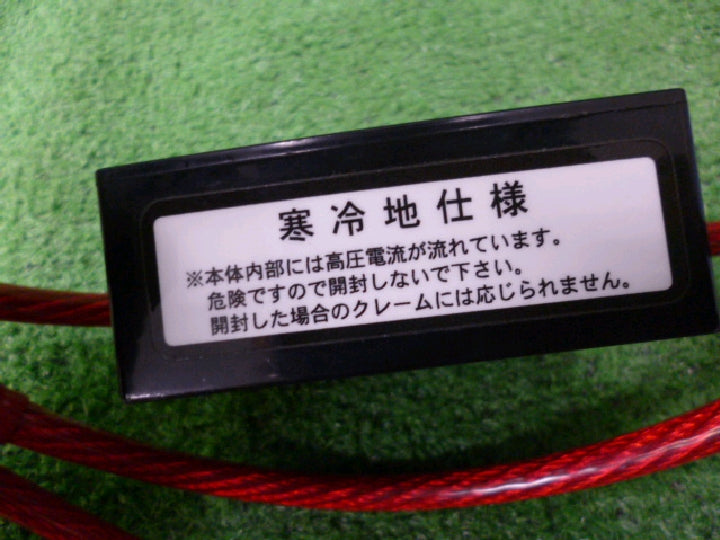 寒冷地仕様
※本体内部には高圧電流が流れています。
危険ですので開封しないで下さい。
開封した場合のクレームには応じられません。